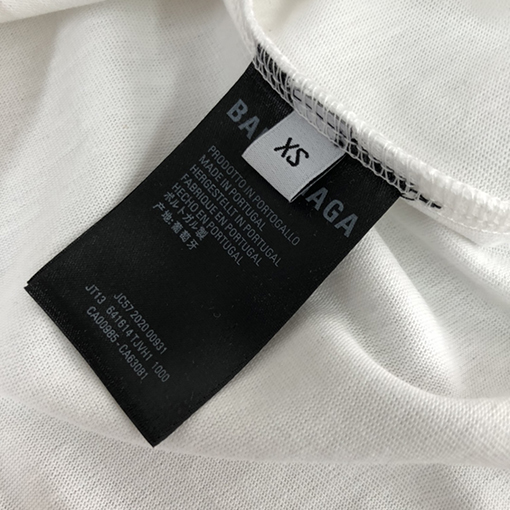 XS
BA AGA
PRODOTTO IN PORTOGALLO
MADE IN PORTUGAL
HERGESTELLT IN PORTUGAL
FABRIQUE EN PORTUGAL
HECHO EN PORTUGAL
ポルトガル製
产地:葡萄牙
JC57 2020 00931
JT13 641614 TJVH1 1000
CA00985-CA63081